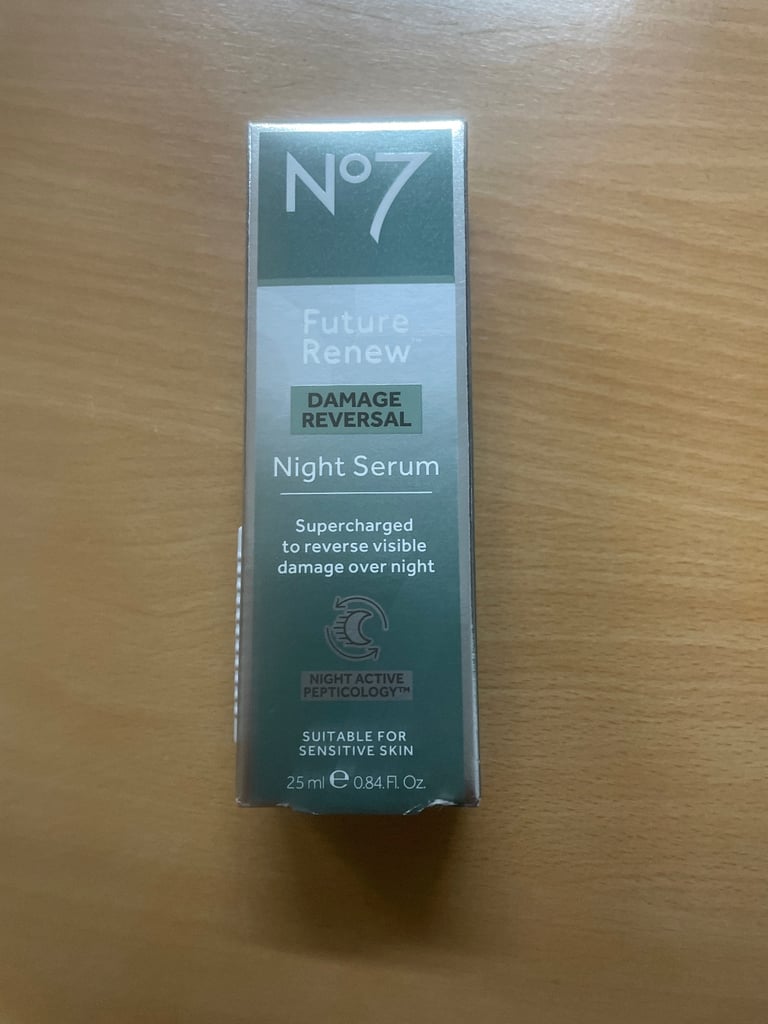 Nº7
Future
Renew™
DAMAGE
REVERSAL
Night Serum
Supercharged
to reverse visible
damage over night
NIGHT ACTIVE
PEPTICOLOGY™
SUITABLE FOR
SENSITIVE SKIN
25 ml ℮ 0.84.Fl. Oz.